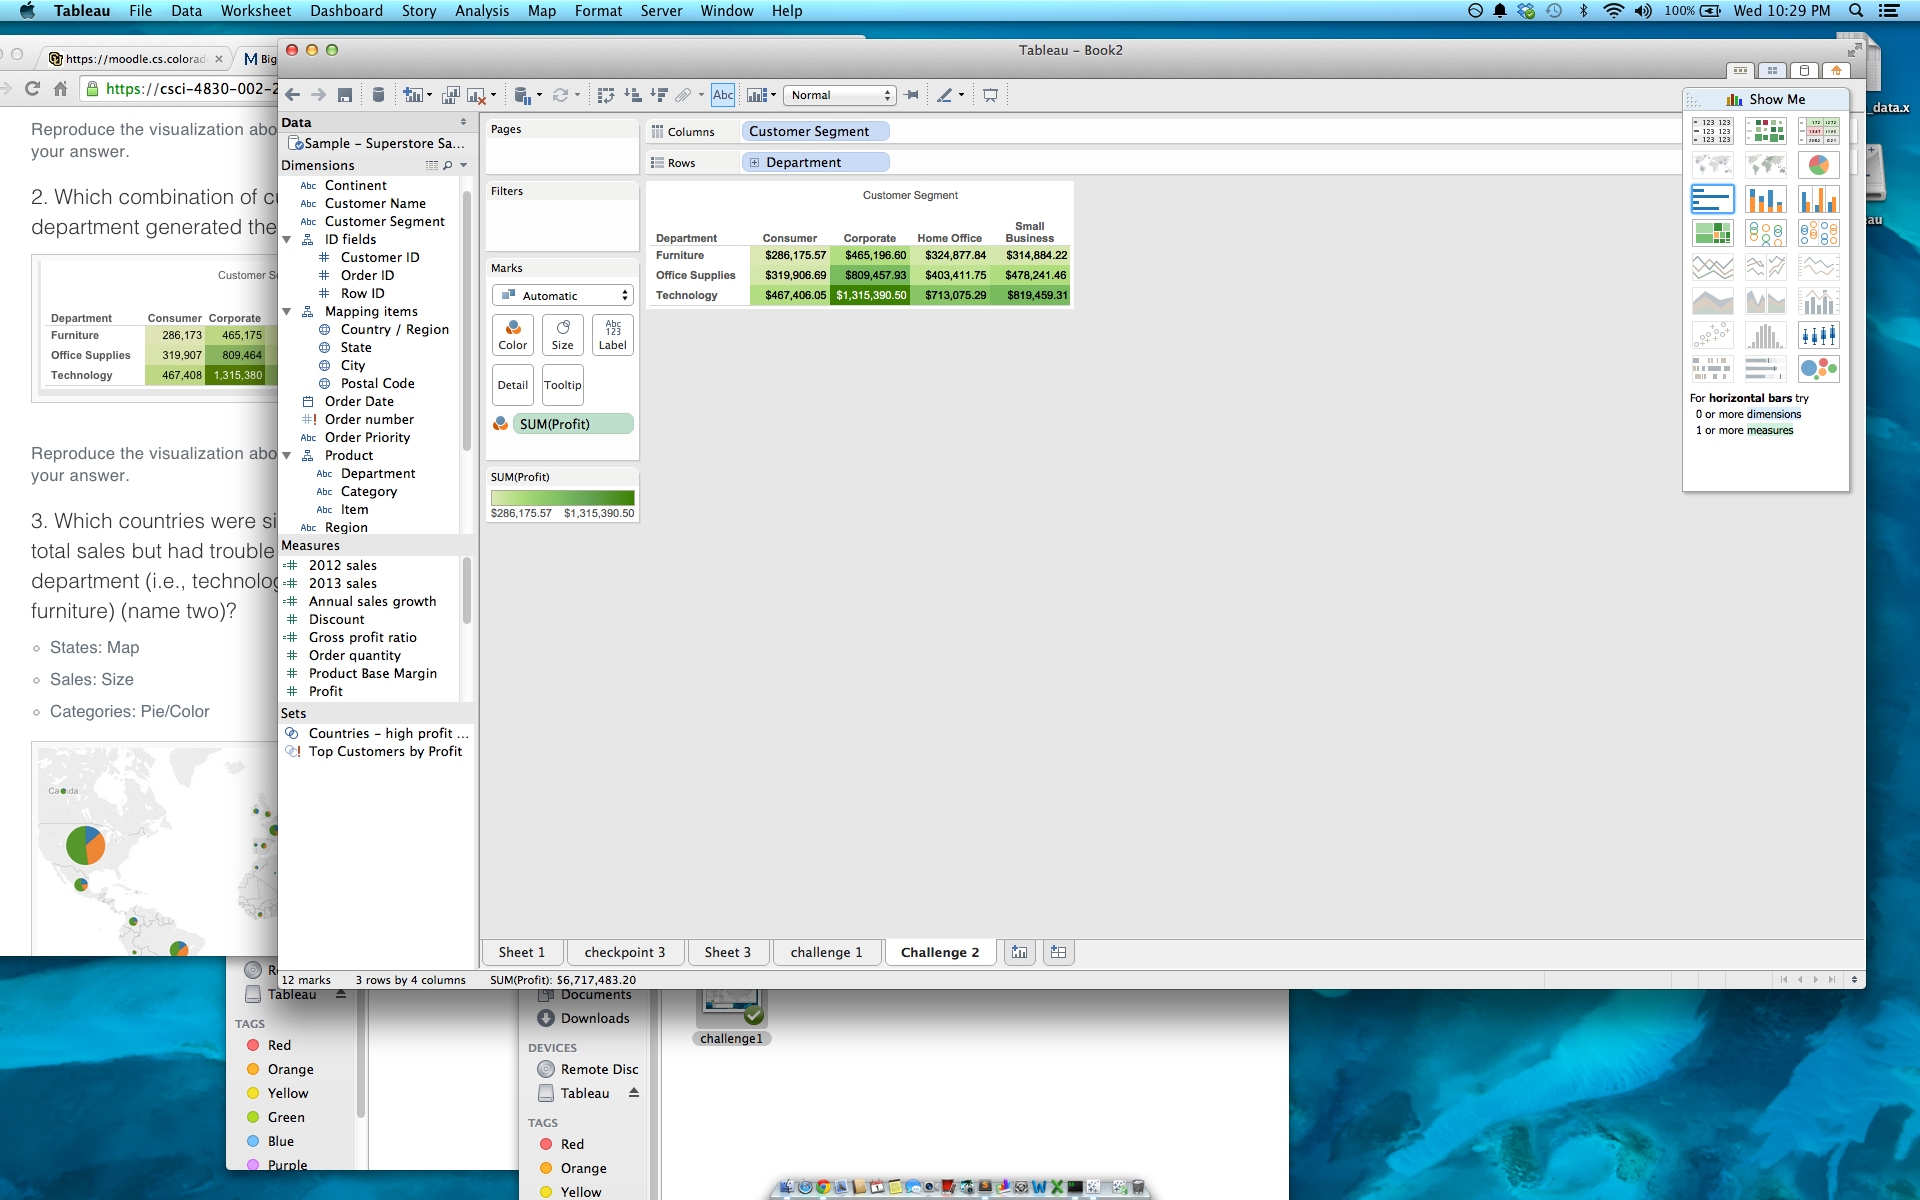 Tableau File Data Worksheet Dashboard Story Analysis Map Format Server Window Help 100% Wed 10:29 PM
Tableau - Book2
https://moodle.cs.colorad
Big
https://csci-4830-002-2
Reproduce the visualization abo
your answer.
2. Which combination of cu
department generated the
Customer Se
Department Consumer Corporate
Furniture 286,173 465,175
Office Supplies 319,907 809,464
Technology 467,408 1,315,380
Reproduce the visualization abo
your answer.
3. Which countries were si
total sales but had trouble
department (i.e., technolog
furniture) (name two)?
States: Map
Sales: Size
Categories: Pie/Color
Canada
Abc
Normal
Data
Sample - Superstore Sa...
Dimensions
Abc Continent
Abc Customer Name
Abc Customer Segment
ID fields
Customer ID
Order ID
Row ID
Mapping items
Country / Region
State
City
Postal Code
Order Date
Order number
Abc Order Priority
Product
Abc Department
Abc Category
Abc Item
Abc Region
Measures
2012 sales
2013 sales
Annual sales growth
Discount
Gross profit ratio
Order quantity
Product Base Margin
Profit
Sets
Countries - high profit ...
Top Customers by Profit
Pages
Filters
Marks
Automatic
Color Size Abc 123 Label
Detail Tooltip
SUM(Profit)
SUM(Profit)
$286,175.57 $1,315,390.50
Columns Customer Segment
Rows Department
Customer Segment
Department Consumer Corporate Home Office Small Business
Furniture $286,175.57 $465,196.60 $324,877.84 $314,884.22
Office Supplies $319,906.69 $809,457.93 $403,411.75 $478,241.46
Technology $467,406.05 $1,315,390.50 $713,075.29 $819,459.31
Show Me
For horizontal bars try
0 or more dimensions
1 or more measures
_data.x
au
Sheet 1 checkpoint 3 Sheet 3 challenge 1 Challenge 2
12 marks 3 rows by 4 columns SUM(Profit): $6,717,483.20
Tableau
TAGS
Red
Orange
Yellow
Green
Blue
Purple
Documents
Downloads
DEVICES
Remote Disc
Tableau
TAGS
Red
Orange
Yellow
challenge1